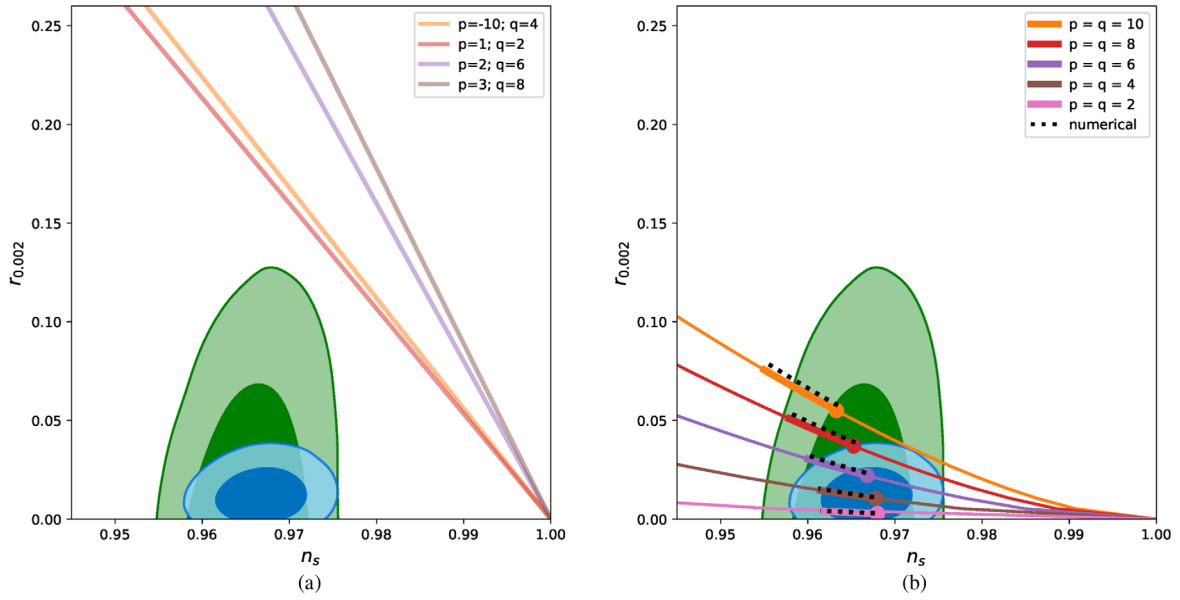 p=-10; q=4
p=1; q=2
p=2; q=6
p=3; q=8
0.25
0.20
0.15
0.10
0.05
0.00
r0.002
0.95
0.96
0.97
0.98
0.99
1.00
ns
(a)
p = q = 10
p = q = 8
p = q = 6
p = q = 4
p = q = 2
numerical
0.25
0.20
0.15
0.10
0.05
0.00
r0.002
0.95
0.96
0.97
0.98
0.99
1.00
ns
(b)